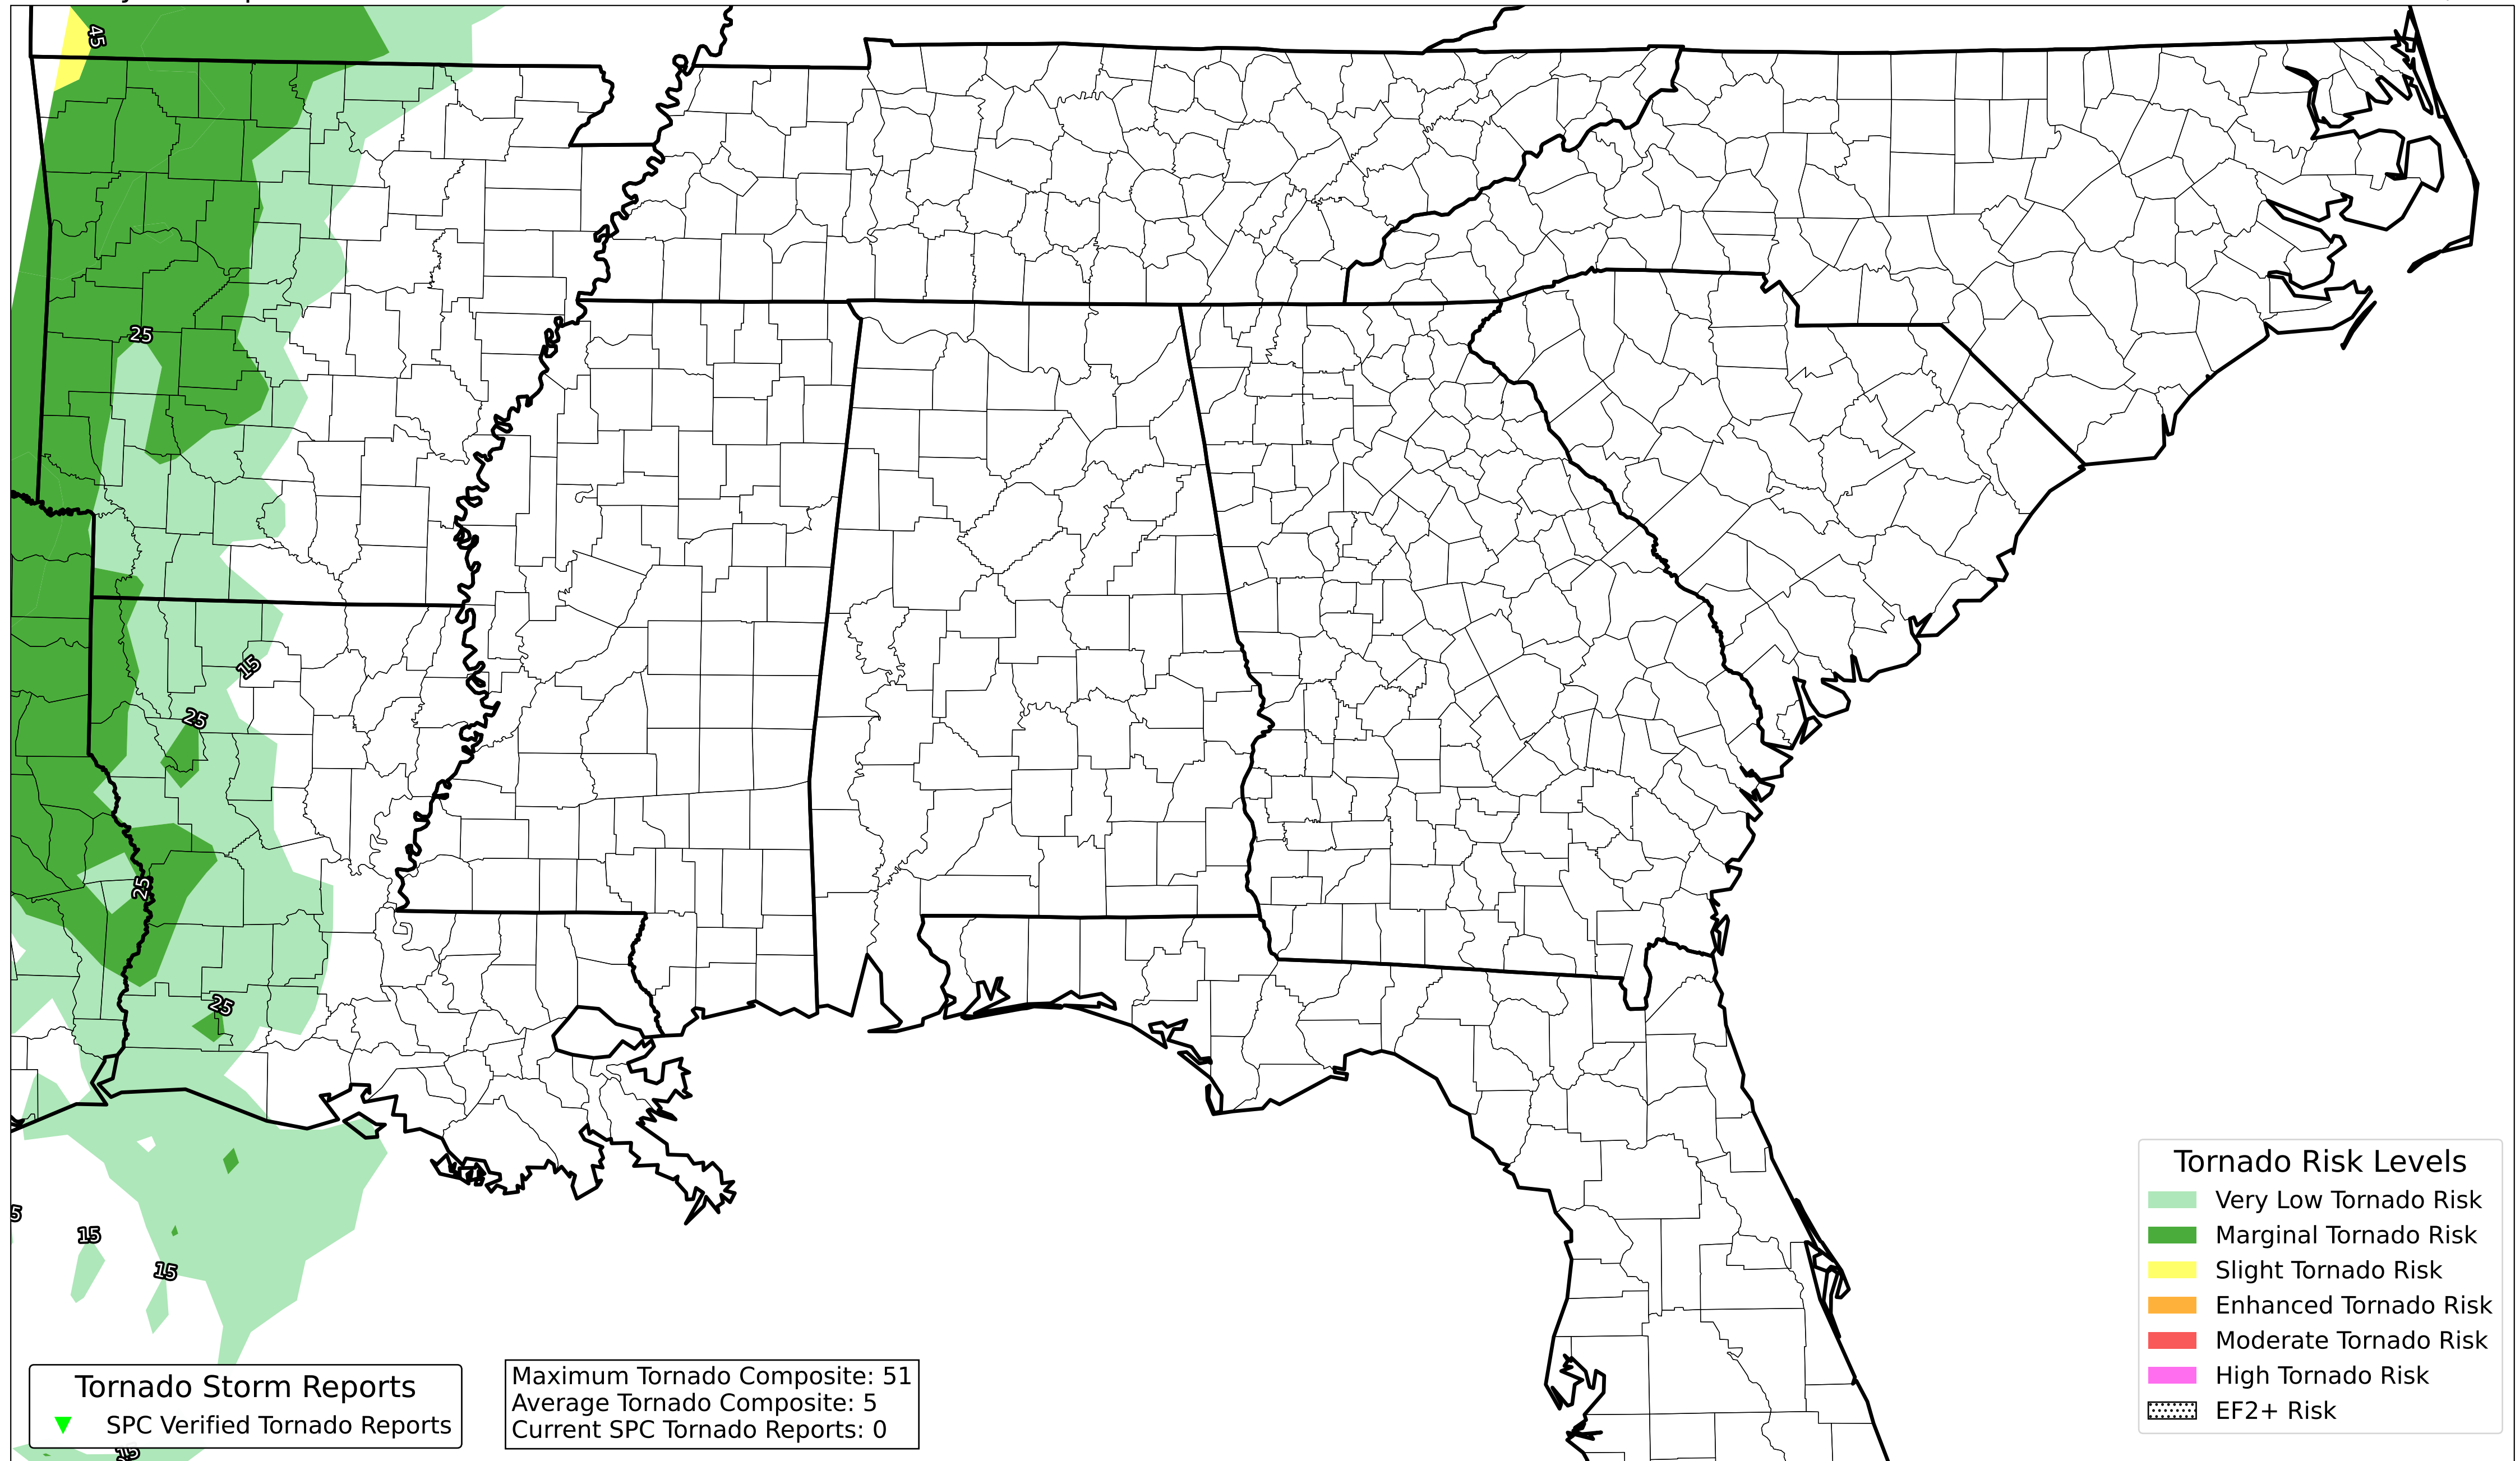 45
25
15
25
25
25
5
15
15
15
Tornado Risk Levels
Very Low Tornado Risk
Marginal Tornado Risk
Slight Tornado Risk
Enhanced Tornado Risk
Moderate Tornado Risk
High Tornado Risk
EF2+ Risk
Tornado Storm Reports
SPC Verified Tornado Reports
Maximum Tornado Composite: 51
Average Tornado Composite: 5
Current SPC Tornado Reports: 0